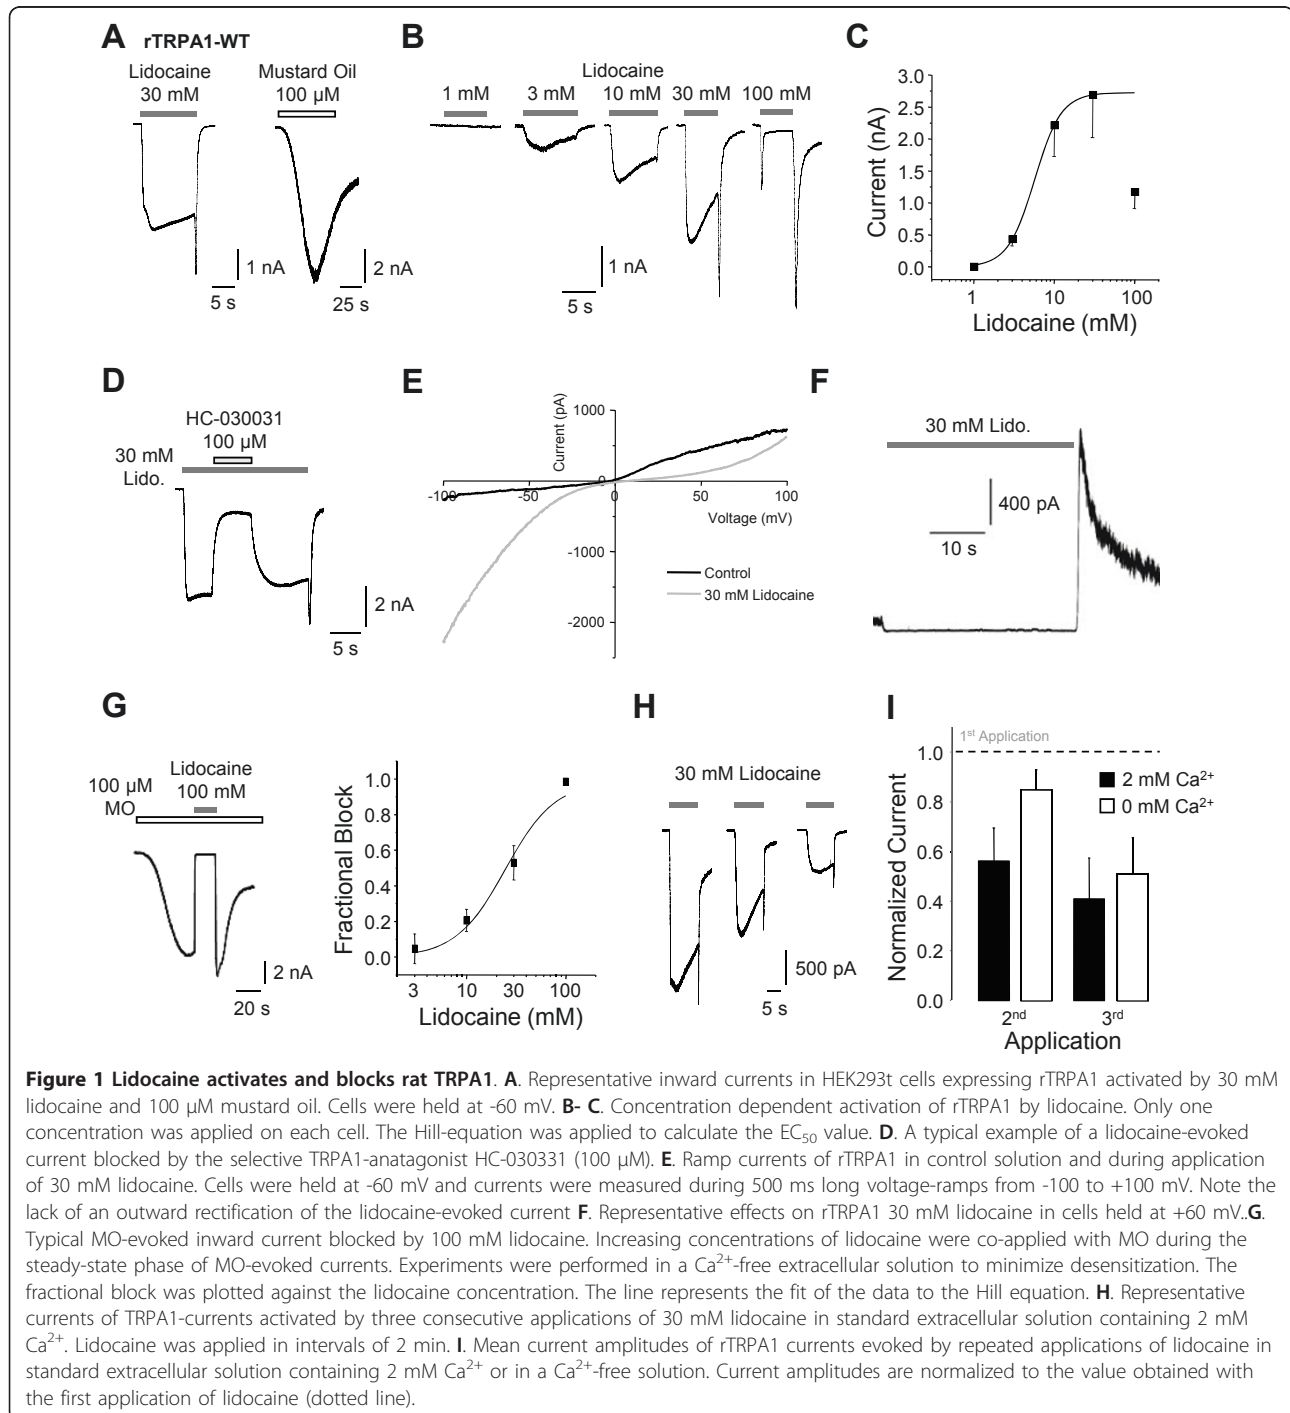 A rTRPA1-WT
Lidocaine
30 mM
Mustard Oil
100 µM
1 nA
5 s
2 nA
25 s
B
Lidocaine
1 mM 3 mM 10 mM 30 mM 100 mM
1 nA
5 s
C
Current (nA)
3.0
2.5
2.0
1.5
1.0
0.5
0.0
1 10 100
Lidocaine (mM)
D
HC-030031
100 µM
30 mM
Lido.
2 nA
5 s
E
Current (pA)
1000
0
-1000
-2000
-100 -50 0 50 100
Voltage (mV)
Control
30 mM Lidocaine
F
30 mM Lido.
400 pA
10 s
G
Lidocaine
100 mM
100 µM
MO
2 nA
20 s
Fractional Block
1.0
0.8
0.6
0.4
0.2
0.0
3 10 30 100
Lidocaine (mM)
H
30 mM Lidocaine
500 pA
5 s
I
1st Application
Normalized Current
1.0
0.8
0.6
0.4
0.2
0.0
2 mM Ca2+
0 mM Ca2+
2nd 3rd
Application
Figure 1 Lidocaine activates and blocks rat TRPA1. A. Representative inward currents in HEK293t cells expressing rTRPA1 activated by 30 mM
lidocaine and 100 µM mustard oil. Cells were held at -60 mV. B- C. Concentration dependent activation of rTRPA1 by lidocaine. Only one
concentration was applied on each cell. The Hill-equation was applied to calculate the EC50 value. D. A typical example of a lidocaine-evoked
current blocked by the selective TRPA1-anatagonist HC-030331 (100 µM). E. Ramp currents of rTRPA1 in control solution and during application
of 30 mM lidocaine. Cells were held at -60 mV and currents were measured during 500 ms long voltage-ramps from -100 to +100 mV. Note the
lack of an outward rectification of the lidocaine-evoked current F. Representative effects on rTRPA1 30 mM lidocaine in cells held at +60 mV..G.
Typical MO-evoked inward current blocked by 100 mM lidocaine. Increasing concentrations of lidocaine were co-applied with MO during the
steady-state phase of MO-evoked currents. Experiments were performed in a Ca2+-free extracellular solution to minimize desensitization. The
fractional block was plotted against the lidocaine concentration. The line represents the fit of the data to the Hill equation. H. Representative
currents of TRPA1-currents activated by three consecutive applications of 30 mM lidocaine in standard extracellular solution containing 2 mM
Ca2+. Lidocaine was applied in intervals of 2 min. I. Mean current amplitudes of rTRPA1 currents evoked by repeated applications of lidocaine in
standard extracellular solution containing 2 mM Ca2+ or in a Ca2+-free solution. Current amplitudes are normalized to the value obtained with
the first application of lidocaine (dotted line).